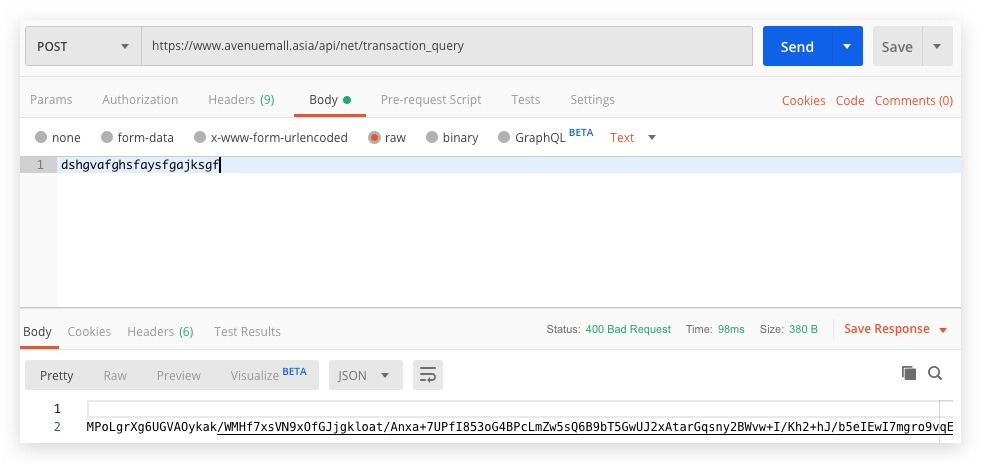 POST https://www.avenuemall.asia/api/net/transaction_query Send Save
Params Authorization Headers (9) Body Pre-request Script Tests Settings Cookies Code Comments (0)
none form-data x-www-form-urlencoded raw binary GraphQL BETA Text
1 dshgvafghsfaysfgajksgf
Body Cookies Headers (6) Test Results Status: 400 Bad Request Time: 98ms Size: 380 B Save Response
Pretty Raw Preview Visualize BETA JSON
1
2 MPoLgrXg6UGVAOykak/WMHf7xsVN9xOfGJjgkloat/Anxa+7UPfI853oG4BPcLmZw5sQ6B9bT5GwUJ2xAtarGqsny2BWvw+I/Kh2+hJ/b5eIEwI7mgro9vqE